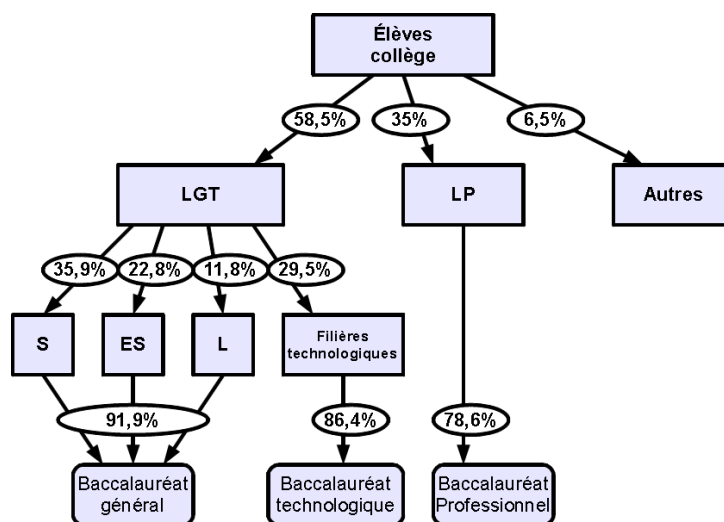 Élèves
collège
58,5%
35%
6,5%
LGT
LP
Autres
35,9%
22,8%
11,8%
29,5%
S
ES
L
Filières
technologiques
91,9%
86,4%
78,6%
Baccalauréat
général
Baccalauréat
technologique
Baccalauréat
Professionnel